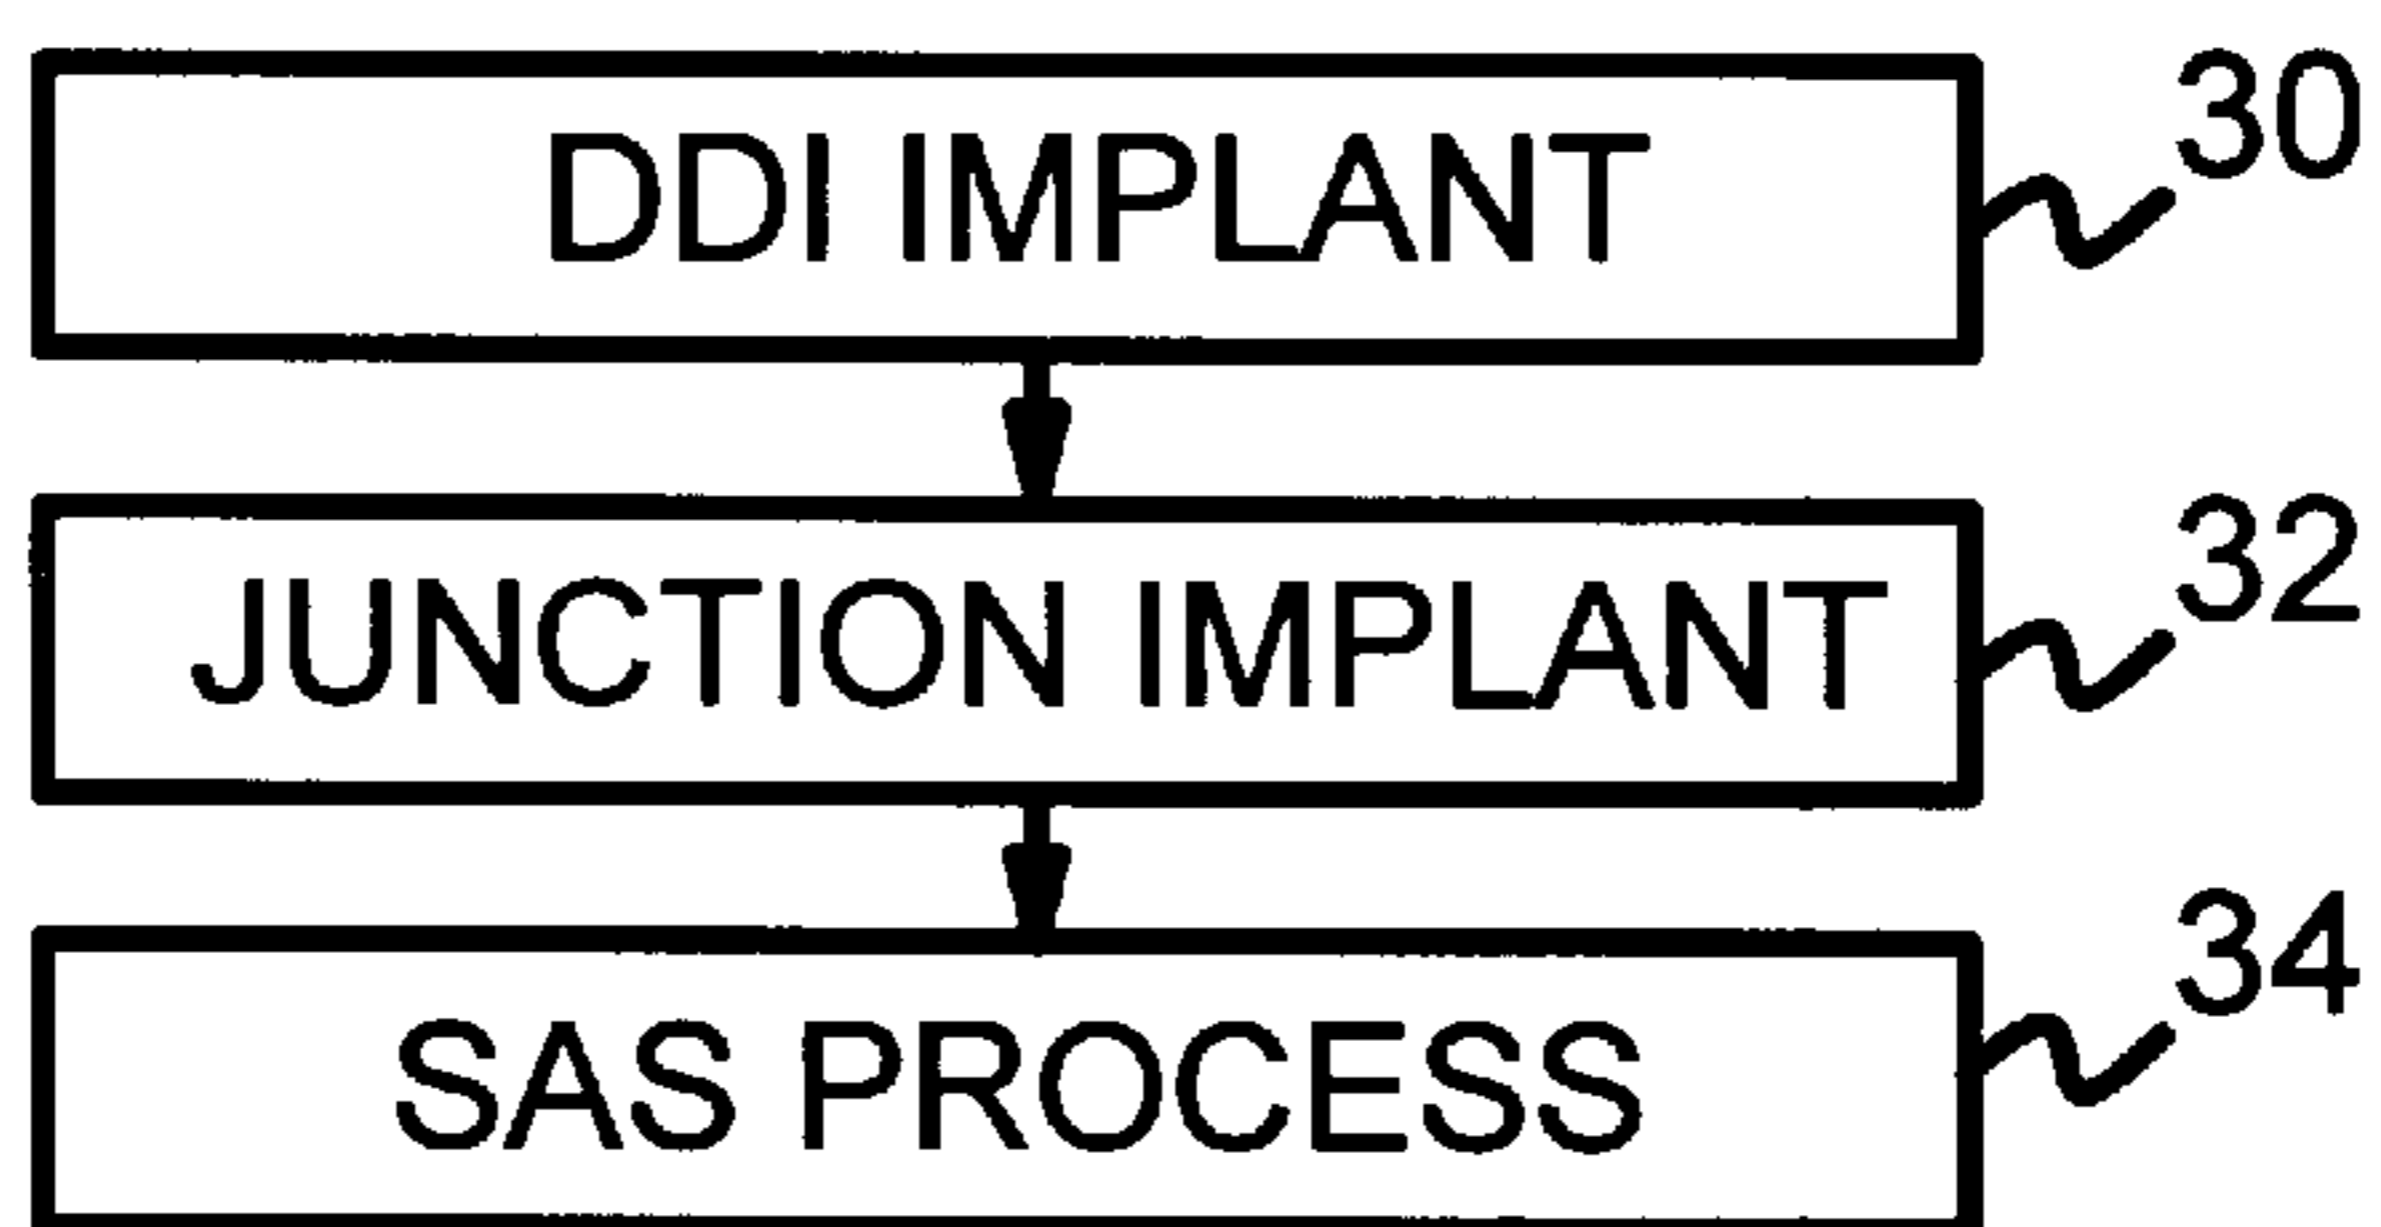 DDI IMPLANT 30
JUNCTION IMPLANT 32
SAS PROCESS 34